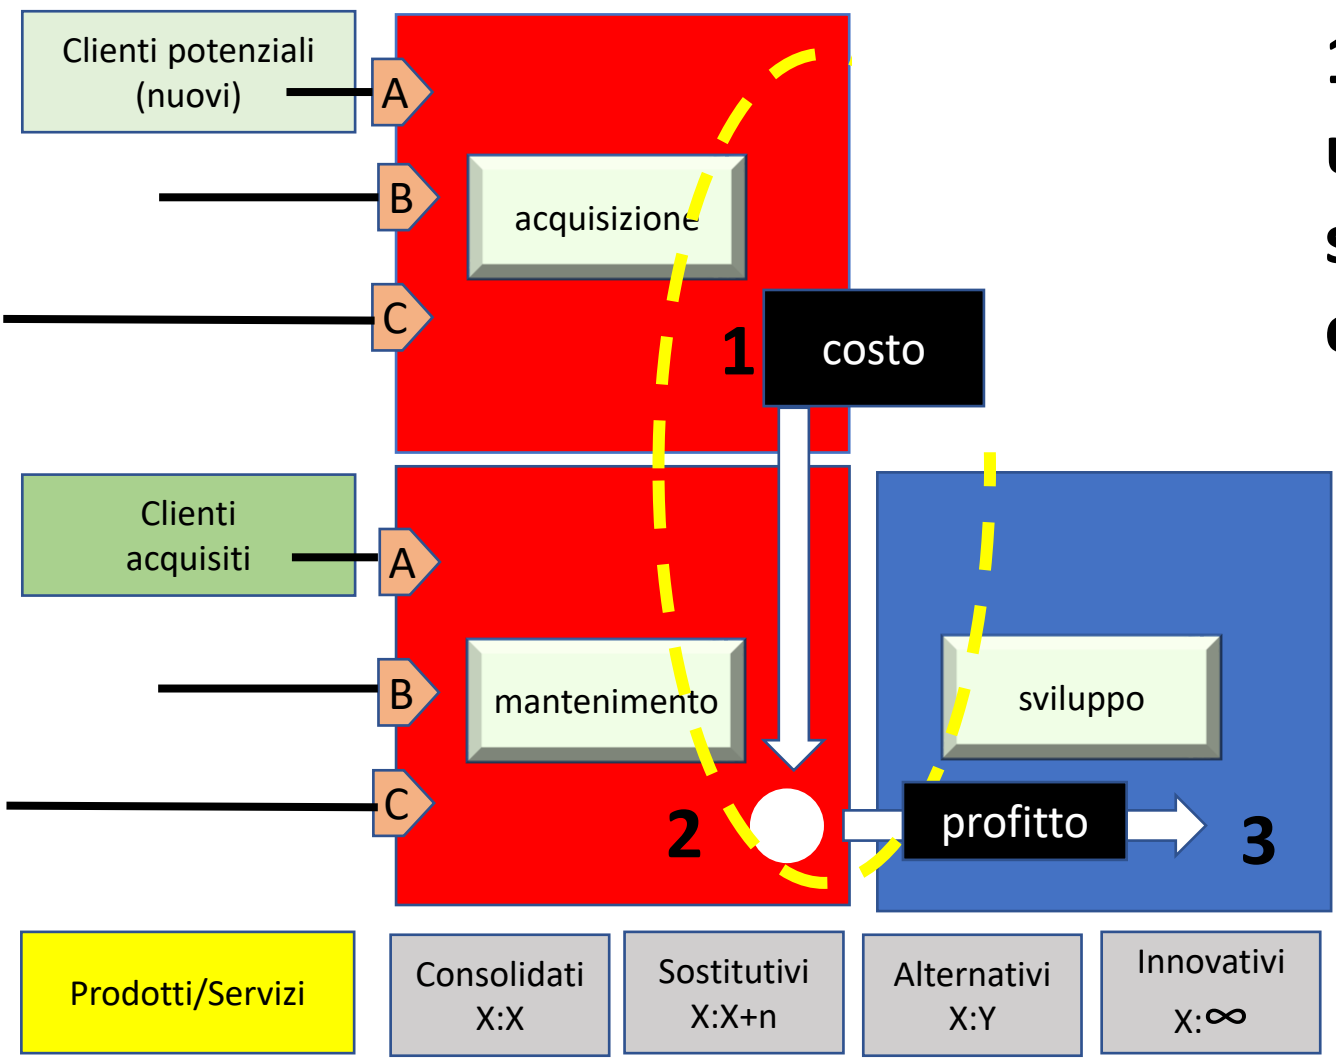 Clienti potenziali
(nuovi)
A
B
acquisizione
C
1
costo
Clienti
acquisiti
A
B
mantenimento
sviluppo
C
2
profitto
3
Prodotti/Servizi
Consolidati
X:X
Sostitutivi
X:X+n
Alternativi
X:Y
Innovativi
X:∞